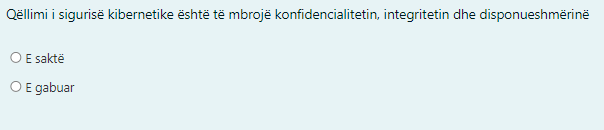 Qëllimi i sigurisë kibernetike është të mbrojë konfidencialitetin, integritetin dhe disponueshmërinë
E saktë
E gabuar